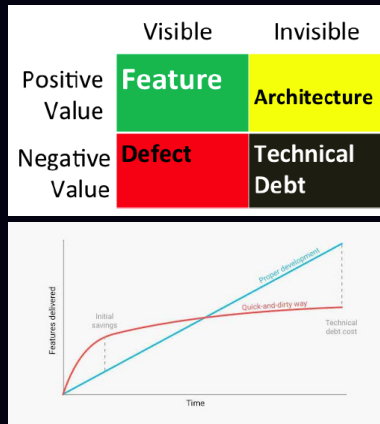 Visible Invisible
Positive Value
Feature
Architecture
Negative Value
Defect
Technical
Debt
Features delivered
Initial
savings
Proper development
Quick-and-dirty way
Technical
debt cost
Time